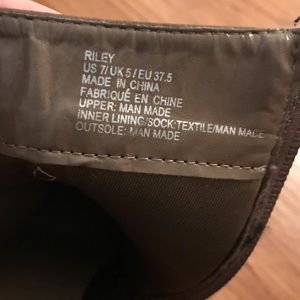 RILEY
US 7/ UK 5 / EU 37.5
MADE IN CHINA
FABRIQUÉ EN CHINE
UPPER: MAN MADE
INNER LINING/SOCK:TEXTILE/MAN MADE
OUTSOLE: MAN MADE